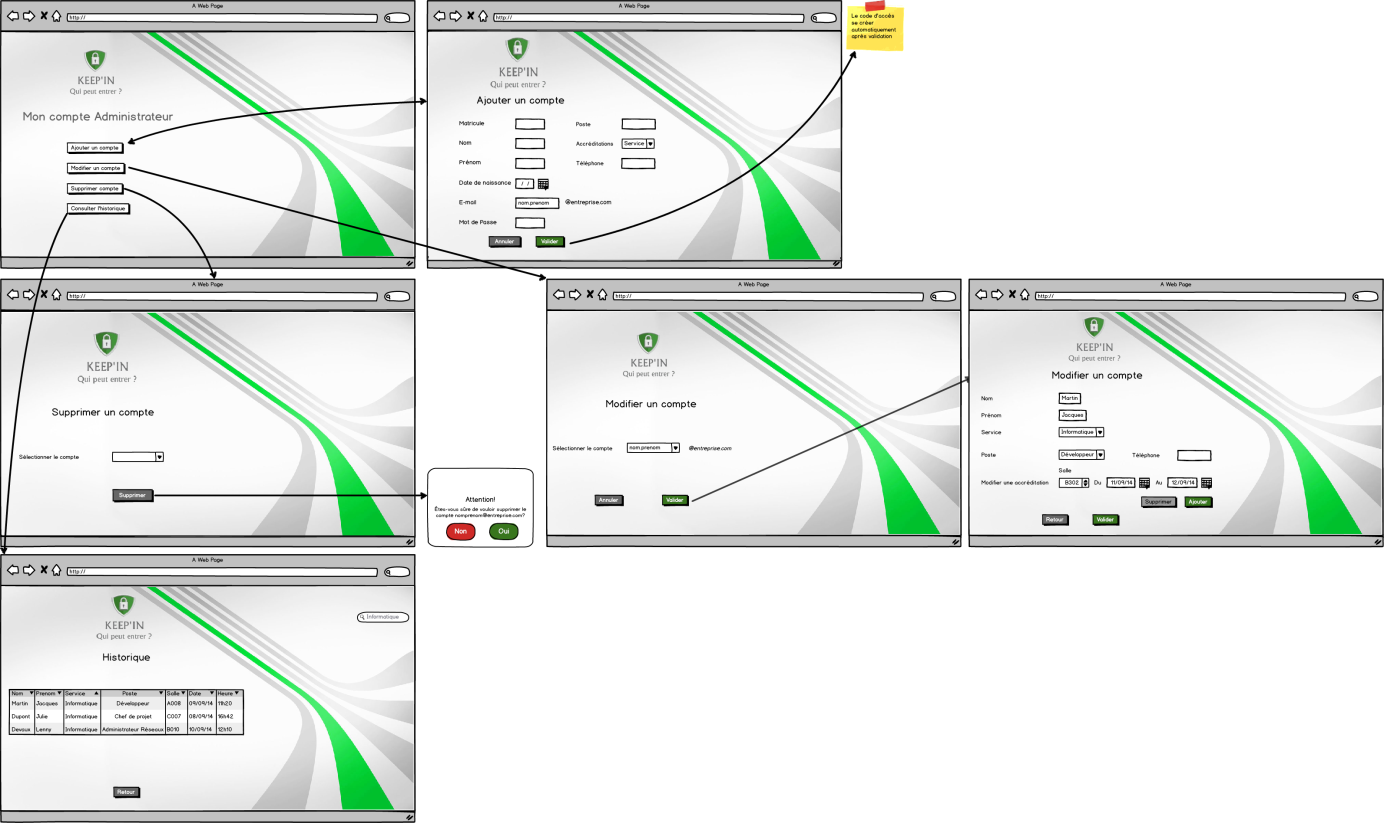 A Web Page
http://
KEEP'IN
Qui peut entrer ?
Mon compte Administrateur
Ajouter un compte
Modifier un compte
Supprimer compte
Consulter l'historique
A Web Page
http://
KEEP'IN
Qui peut entrer ?
Ajouter un compte
Matricule
Poste
Nom
Accréditations
Service
Prénom
Téléphone
Date de naissance
/ /
E-mail
nom.prenom
@entreprise.com
Mot de Passe
Annuler
Valider
Le code d'accés
se créer
automatiquement
aprés validation
A Web Page
http://
KEEP'IN
Qui peut entrer ?
Supprimer un compte
Sélectionner le compte
Supprimer
Attention!
Êtes-vous sûre de vouloir supprimer le
compte nomprenom@entreprise.com?
Non
Oui
A Web Page
http://
KEEP'IN
Qui peut entrer ?
Modifier un compte
Sélectionner le compte
nom.prenom
@entreprise.com
Annuler
Valider
A Web Page
http://
KEEP'IN
Qui peut entrer ?
Modifier un compte
Nom
Martin
Prénom
Jacques
Service
Informatique
Poste
Développeur
Téléphone
Salle
Modifier une accréditation
B302
Du
11/09/14
Au
12/09/14
Supprimer
Ajouter
Retour
Valider
A Web Page
http://
KEEP'IN
Qui peut entrer ?
Informatique
Historique
Nom Prenom Service Poste Salle Date Heure
Martin Jacques Informatique Développeur A008 09/09/14 11h20
Dupont Julie Informatique Chef de projet C007 08/09/14 16h42
Devaux Lenny Informatique Administrateur Réseaux B010 10/09/14 12h10
Retour